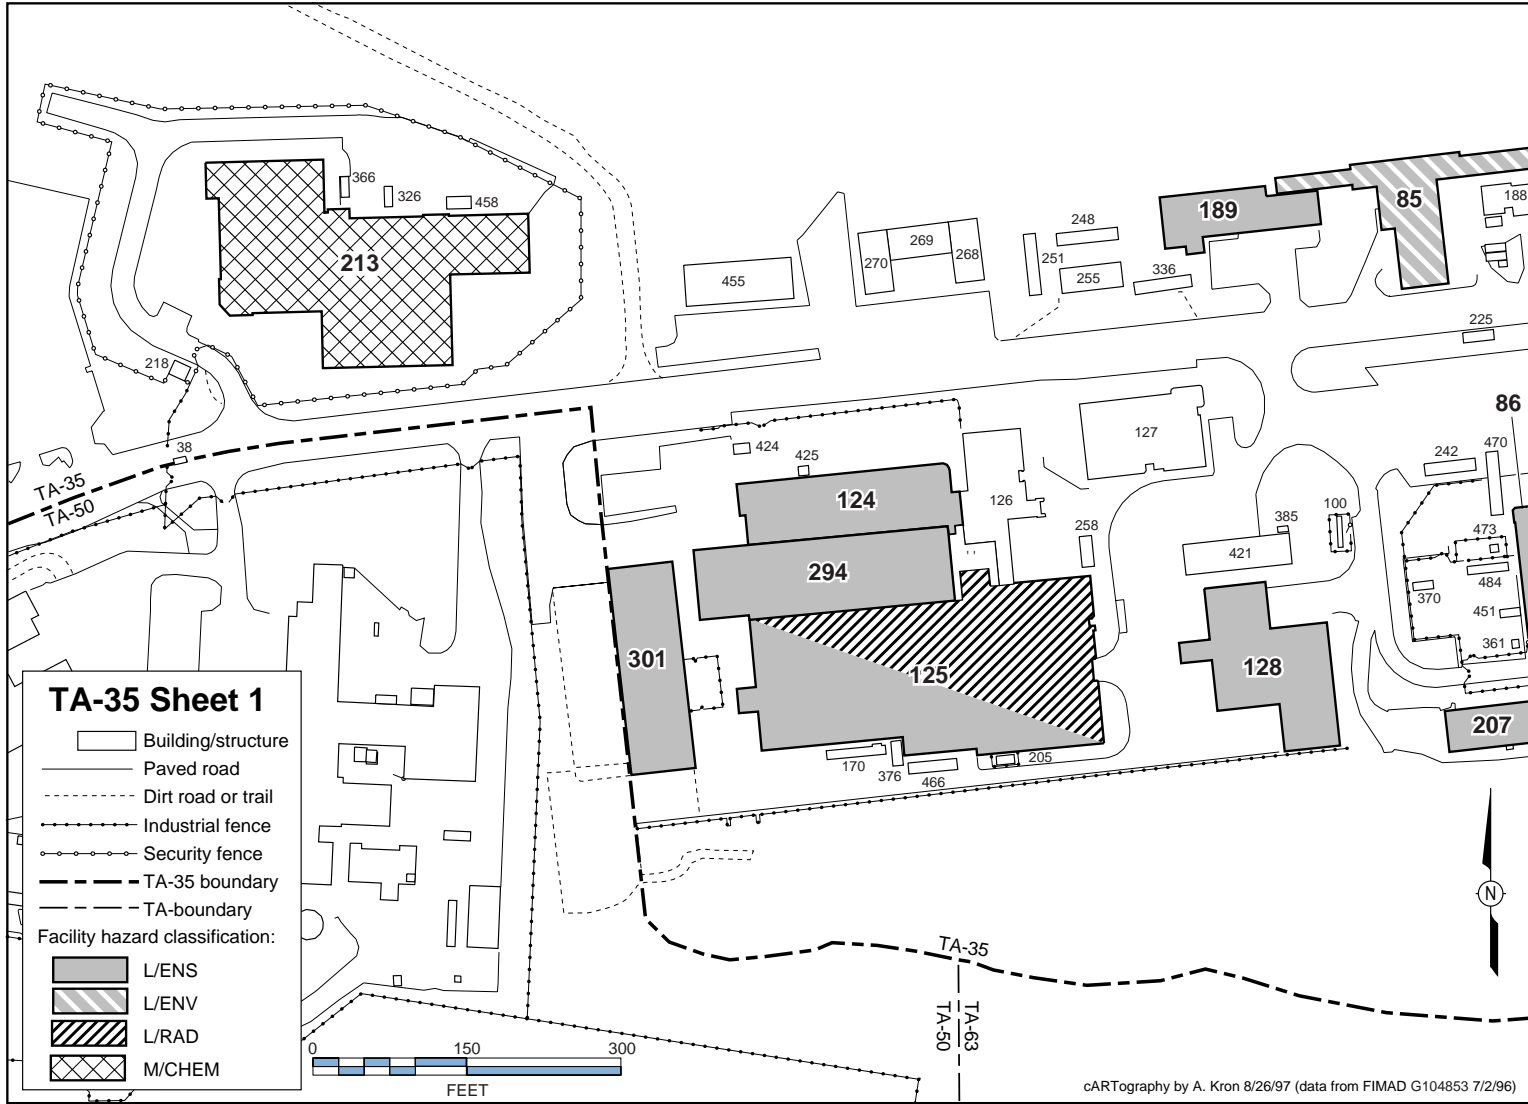 366
326
458
213
218
38
TA-35
TA-50
455
270
269
268
251
248
255
336
189
85
188
225
86
127
424
425
124
126
258
294
301
125
170
376
466
205
421
385
100
128
242
470
473
484
370
451
361
207
TA-35 Sheet 1
Building/structure
Paved road
Dirt road or trail
Industrial fence
Security fence
TA-35 boundary
TA-boundary
Facility hazard classification:
L/ENS
L/ENV
L/RAD
M/CHEM
0 150 300
FEET
TA-35
TA-50
TA-63
N
cARTography by A. Kron 8/26/97 (data from FIMAD G104853 7/2/96)